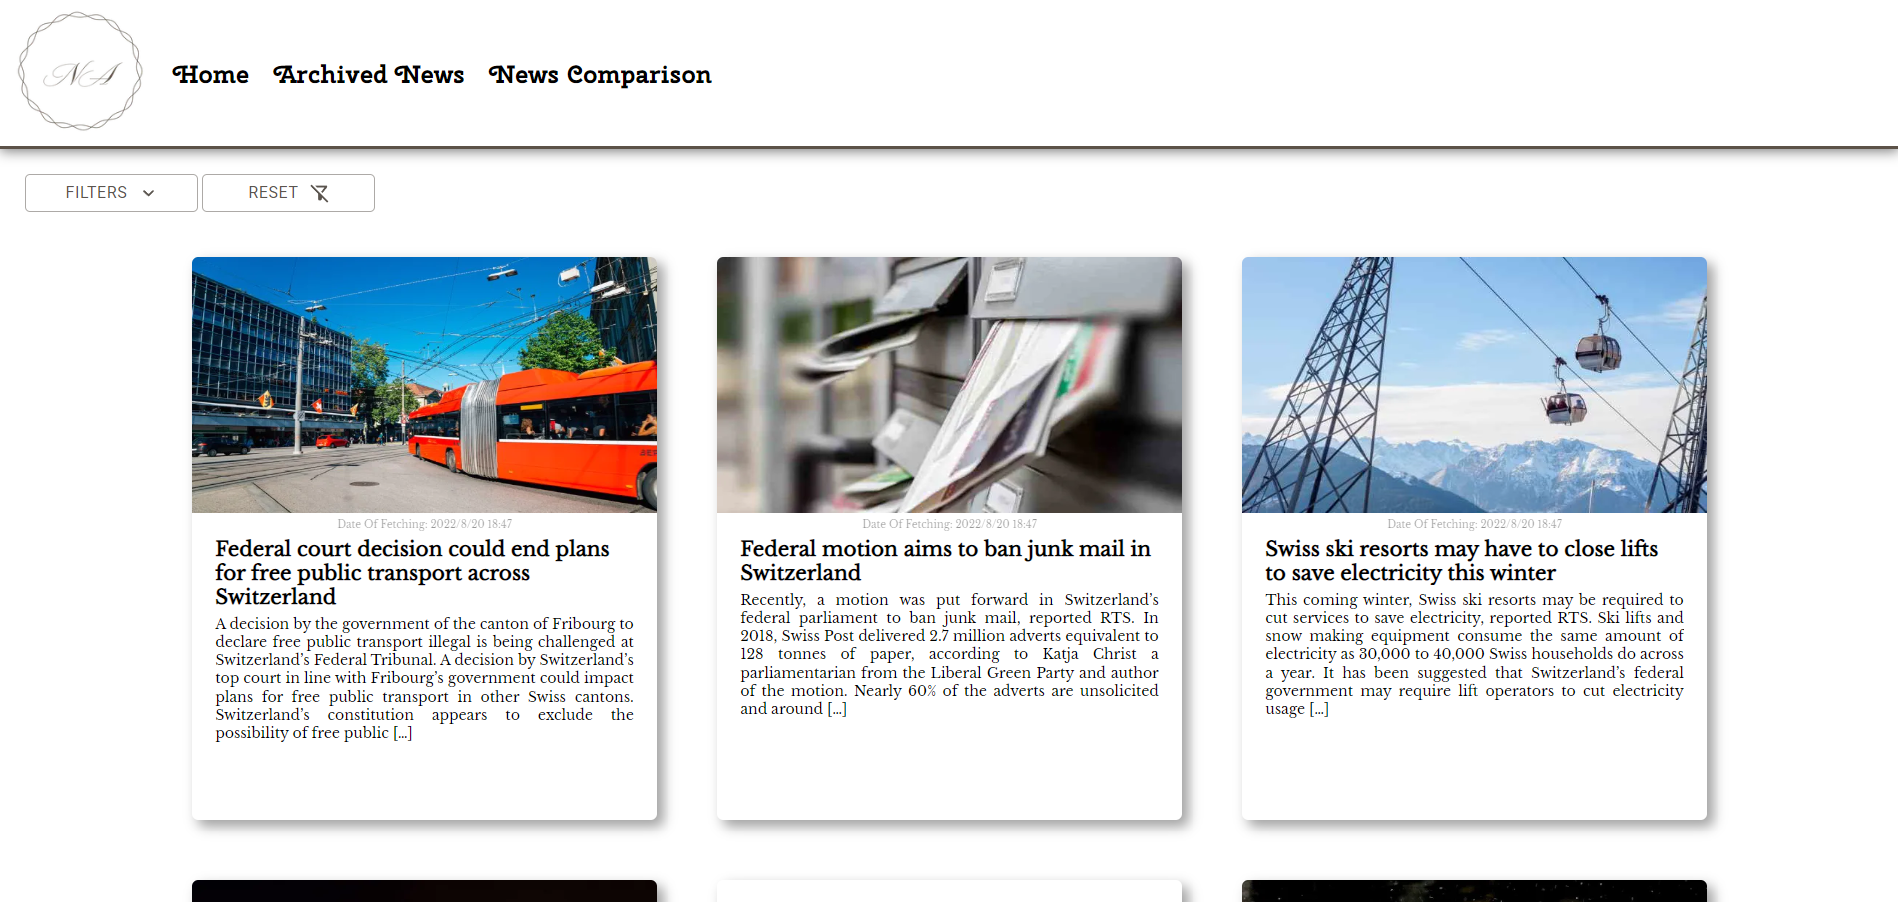 NA
Home Archived News News Comparison
FILTERS RESET
Date Of Fetching: 2022/8/20 18:47
Federal court decision could end plans
for free public transport across
Switzerland
A decision by the government of the canton of Fribourg to
declare free public transport illegal is being challenged at
Switzerland’s Federal Tribunal. A decision by Switzerland’s
top court in line with Fribourg’s government could impact
plans for free public transport in other Swiss cantons.
Switzerland’s constitution appears to exclude the
possibility of free public [...]
Date Of Fetching: 2022/8/20 18:47
Federal motion aims to ban junk mail in
Switzerland
Recently, a motion was put forward in Switzerland’s
federal parliament to ban junk mail, reported RTS. In
2018, Swiss Post delivered 2.7 million adverts equivalent to
128 tonnes of paper, according to Katja Christ a
parliamentarian from the Liberal Green Party and author
of the motion. Nearly 60% of the adverts are unsolicited
and around [...]
Date Of Fetching: 2022/8/20 18:47
Swiss ski resorts may have to close lifts
to save electricity this winter
This coming winter, Swiss ski resorts may be required to
cut services to save electricity, reported RTS. Ski lifts and
snow making equipment consume the same amount of
electricity as 30,000 to 40,000 Swiss households do across
a year. It has been suggested that Switzerland’s federal
government may require lift operators to cut electricity
usage [...]